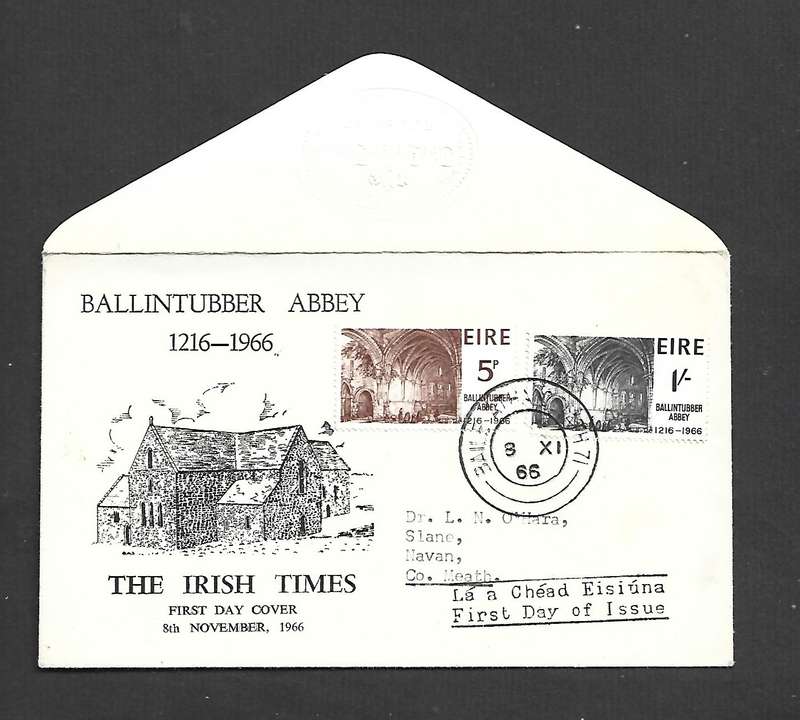 BALLINTUBBER ABBEY
1216—1966
EIRE
5P
BALLINTUBBER
ABBEY
1216-1966
EIRE
1/-
BALLINTUBBER
ABBEY
1216-1966
8 XI
66
Dr. L. N. O'Hara,
Slane,
Navan,
Co. Meath.
Lá a Chéad Eisiúna
First Day of Issue
THE IRISH TIMES
FIRST DAY COVER
8th NOVEMBER, 1966